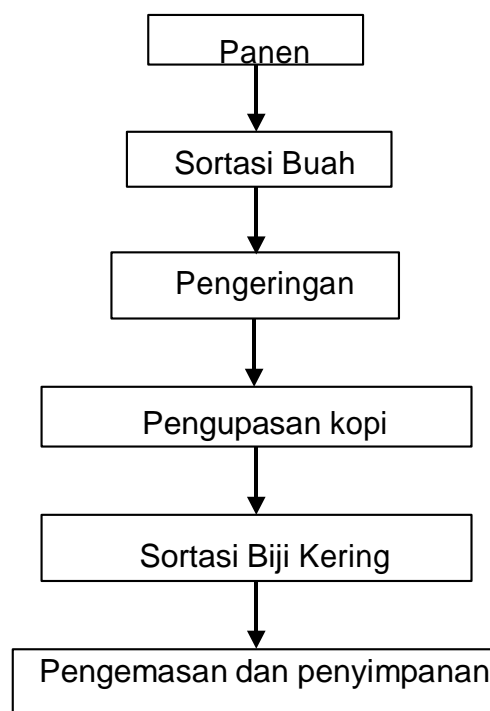 Panen
Sortasi Buah
Pengeringan
Pengupasan kopi
Sortasi Biji Kering
Pengemasan dan penyimpanan